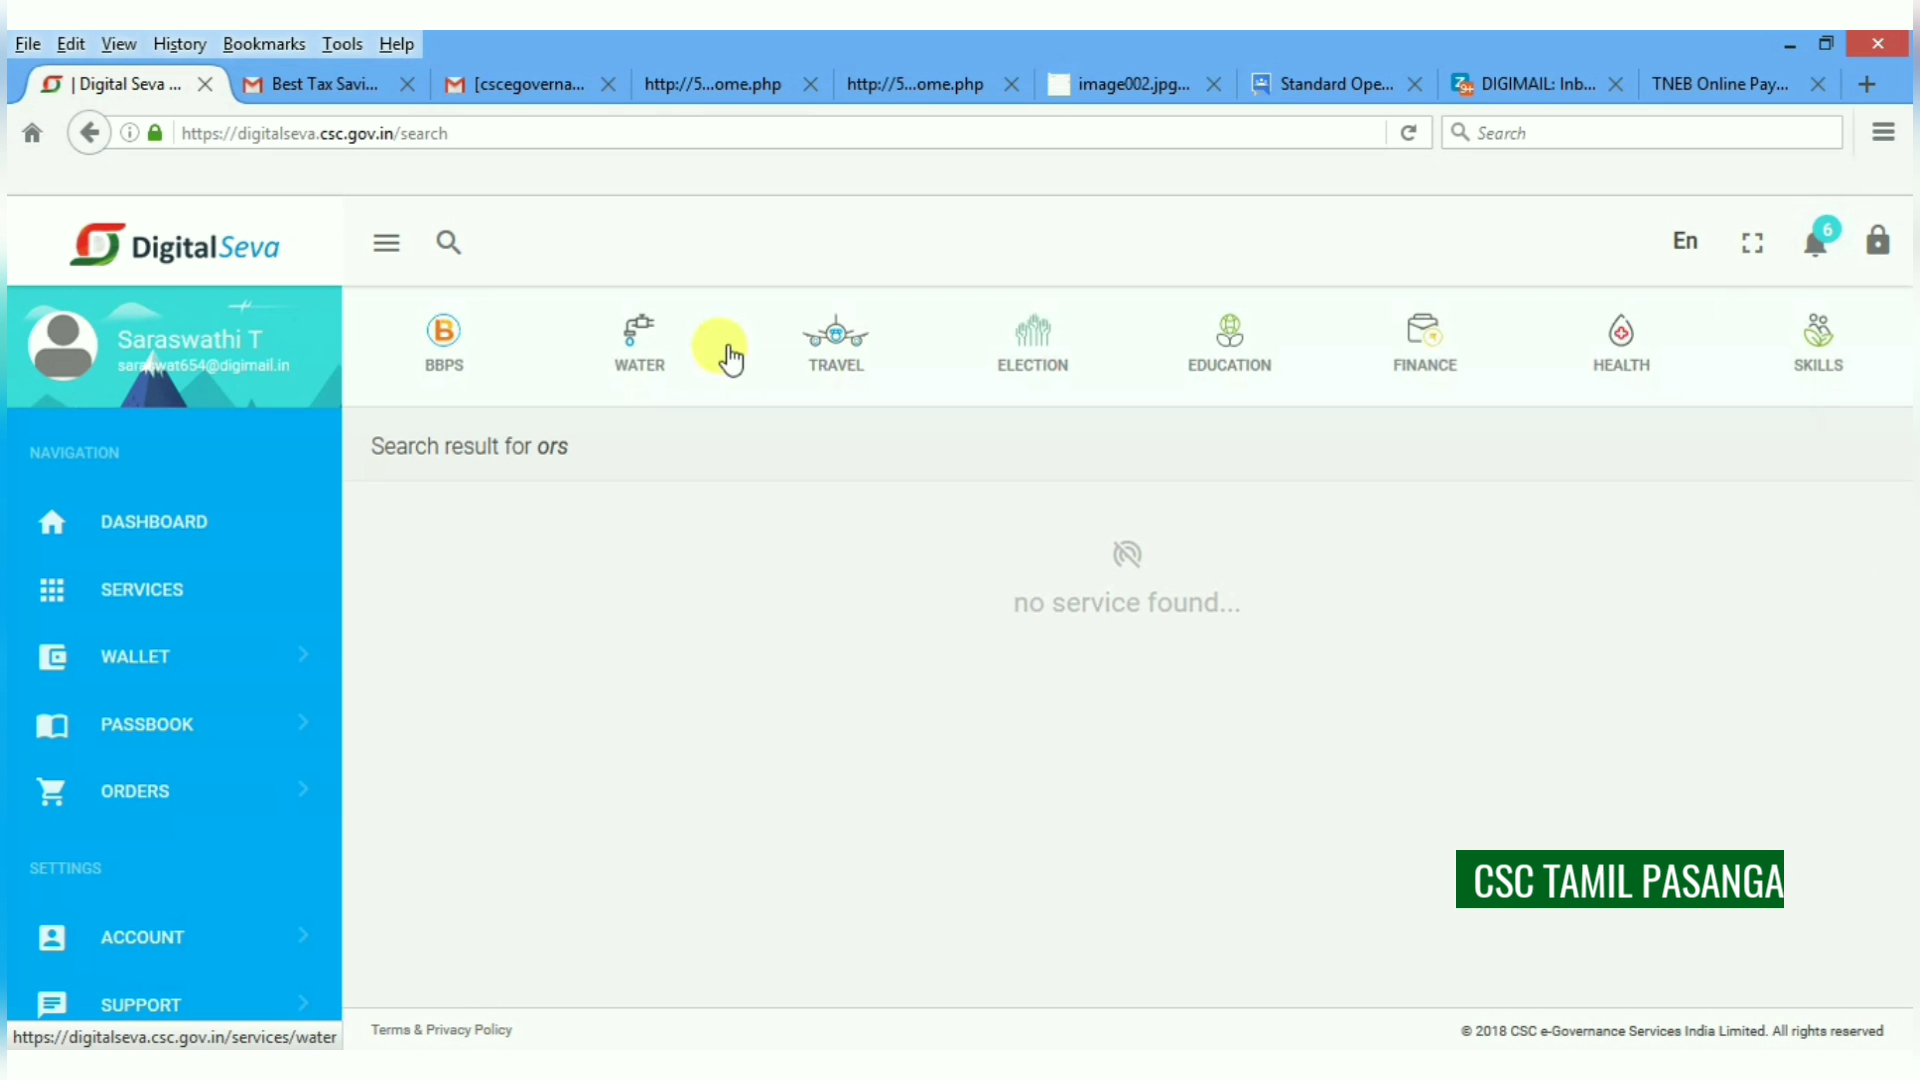 File Edit View History Bookmarks Tools Help
| Digital Seva ...
Best Tax Savi...
[cscegoverna...
http://5...ome.php
http://5...ome.php
image002.jpg...
Standard Ope...
DIGIMAIL: Inb...
TNEB Online Pay...
https://digitalseva.csc.gov.in/search
Search
DigitalSeva
En
6
Saraswathi T
saraswat654@digimail.in
BBPS
WATER
TRAVEL
ELECTION
EDUCATION
FINANCE
HEALTH
SKILLS
Search result for ors
NAVIGATION
DASHBOARD
SERVICES
WALLET
PASSBOOK
ORDERS
SETTINGS
ACCOUNT
SUPPORT
no service found...
CSC TAMIL PASANGA
https://digitalseva.csc.gov.in/services/water
Terms & Privacy Policy
© 2018 CSC e-Governance Services India Limited. All rights reserved